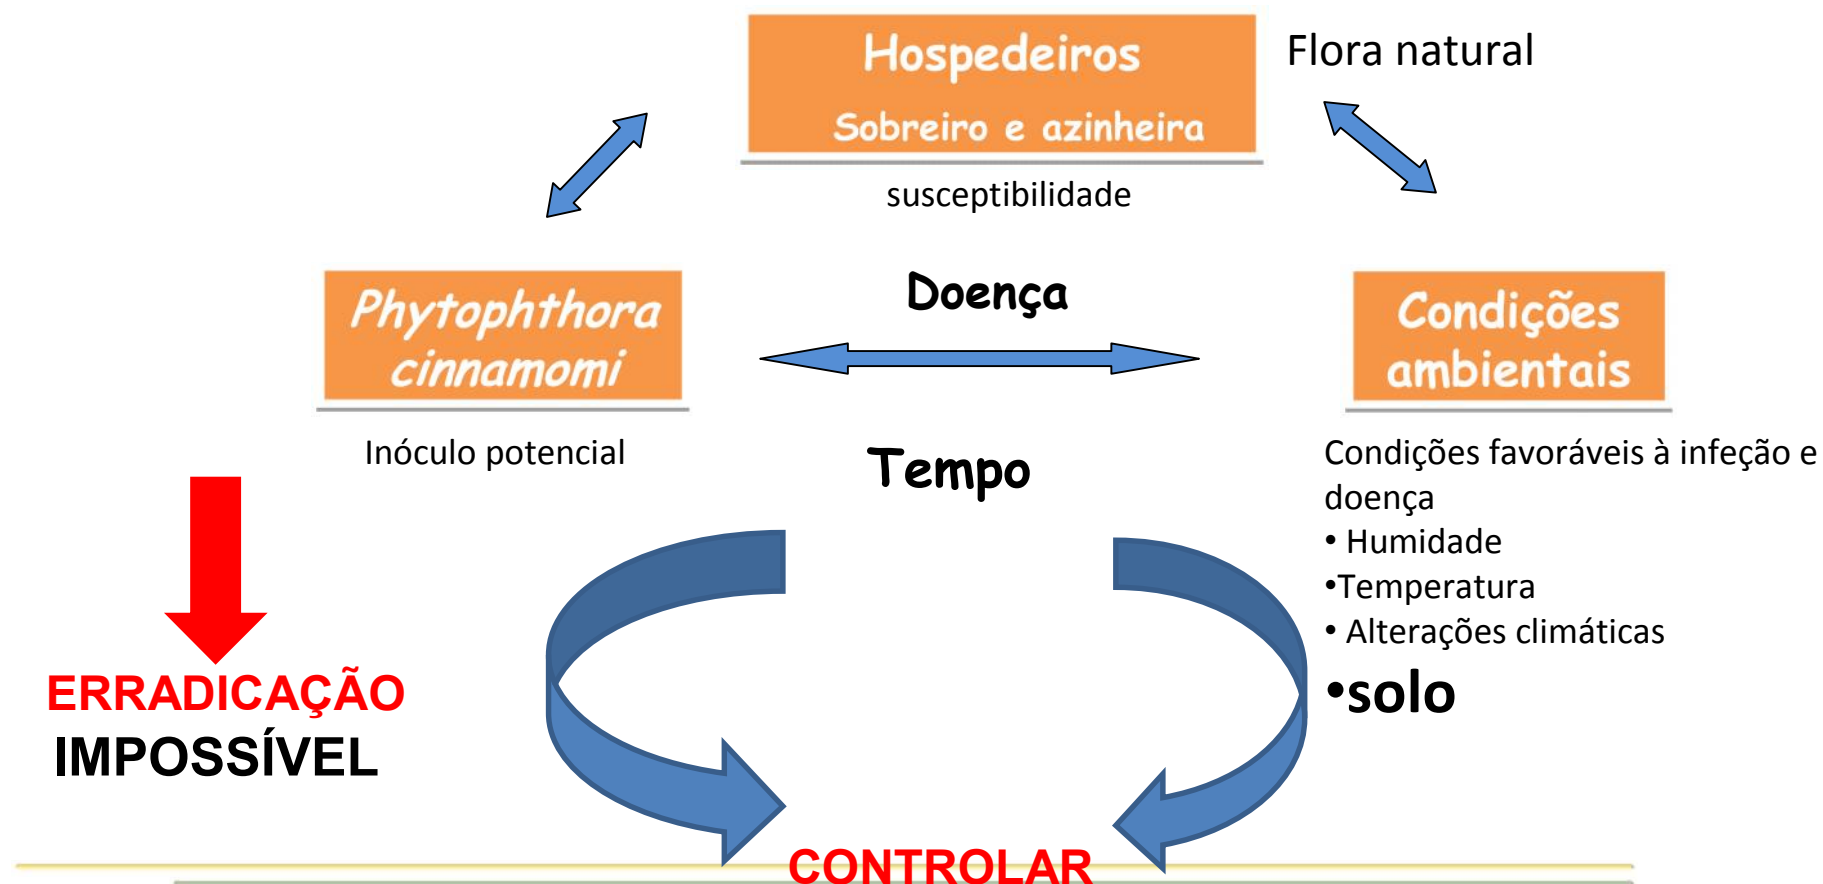 Hospedeiros
Sobreiro e azinheira
Flora natural
susceptibilidade
Phytophthora
cinnamomi
Doença
Condições
ambientais
Inóculo potencial
Tempo
Condições favoráveis à infeção e
doença
• Humidade
•Temperatura
• Alterações climáticas
•solo
ERRADICAÇÃO
IMPOSSÍVEL
CONTROLAR